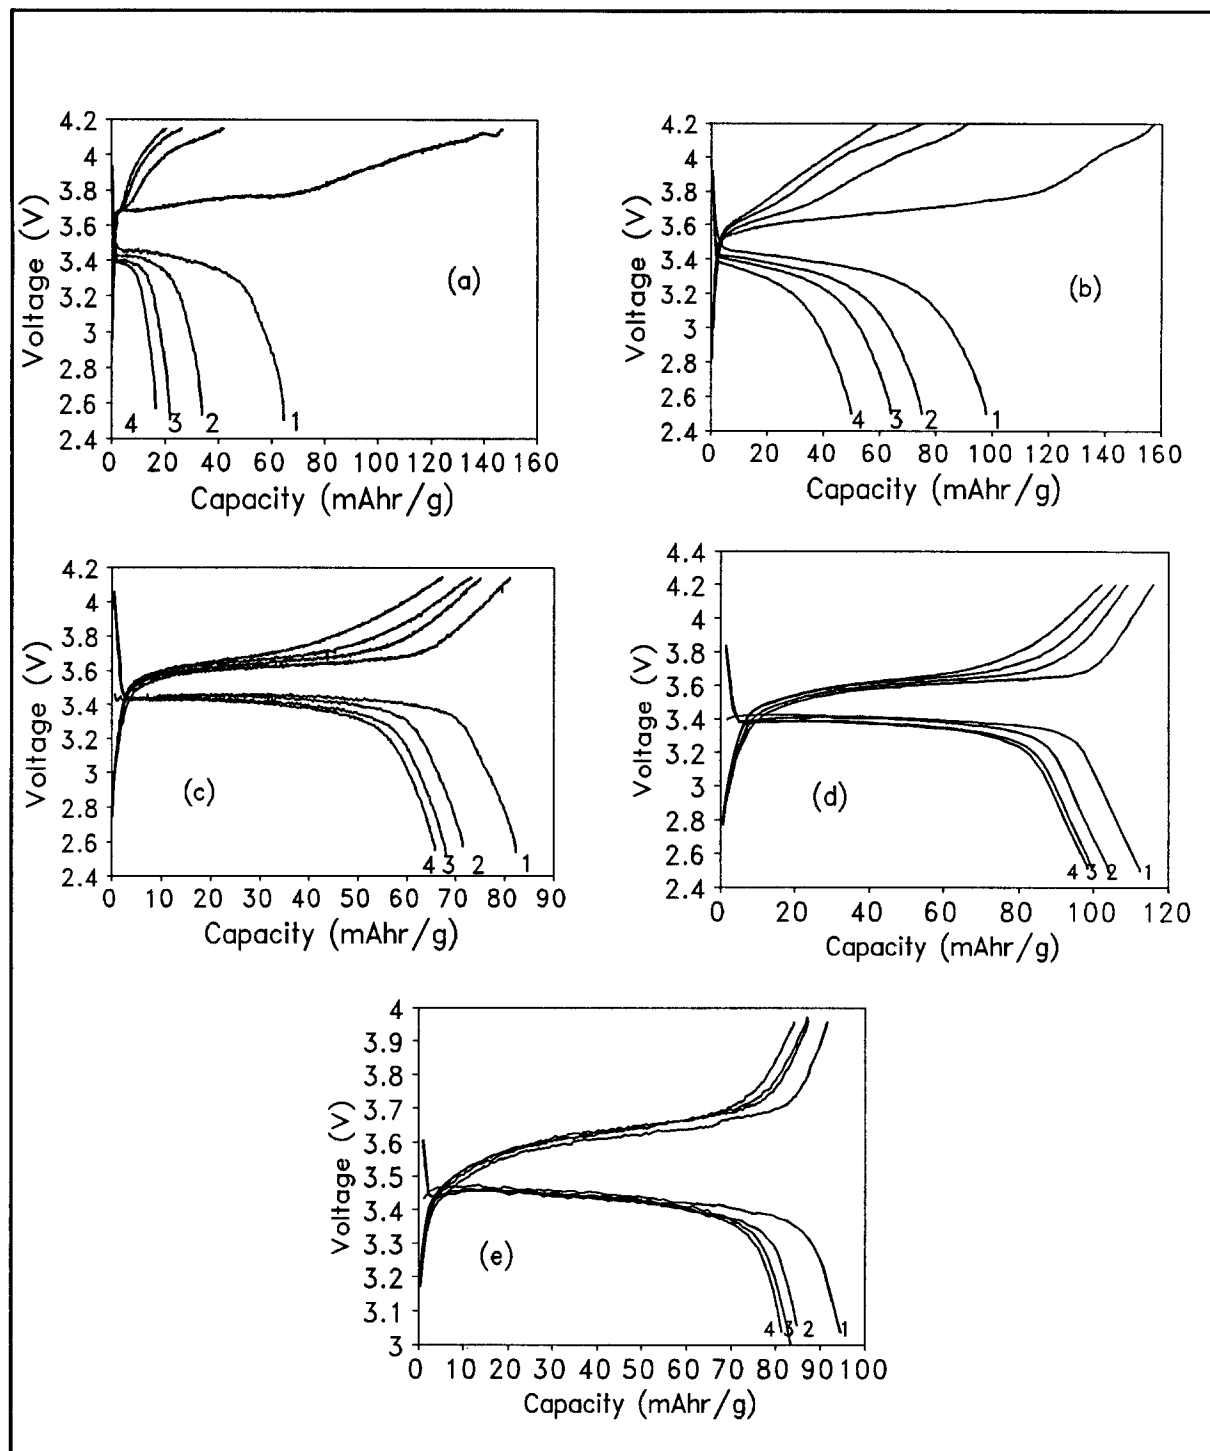 4.2
4
3.8
3.6
3.4
3.2
3
2.8
2.6
2.4
Voltage (V)
(a)
4 3 2 1
0 20 40 60 80 100 120 140 160
Capacity (mAhr/g)
4.2
4
3.8
3.6
3.4
3.2
3
2.8
2.6
2.4
Voltage (V)
(b)
4 3 2 1
0 20 40 60 80 100 120 140 160
Capacity (mAhr/g)
4.2
4
3.8
3.6
3.4
3.2
3
2.8
2.6
2.4
Voltage (V)
(c)
4 3 2 1
0 10 20 30 40 50 60 70 80 90
Capacity (mAhr/g)
4.4
4.2
4
3.8
3.6
3.4
3.2
3
2.8
2.6
2.4
Voltage (V)
(d)
4 3 2 1
0 20 40 60 80 100 120
Capacity (mAhr/g)
4
3.9
3.8
3.7
3.6
3.5
3.4
3.3
3.2
3.1
3
Voltage (V)
(e)
4 3 2 1
0 10 20 30 40 50 60 70 80 90 100
Capacity (mAhr/g)